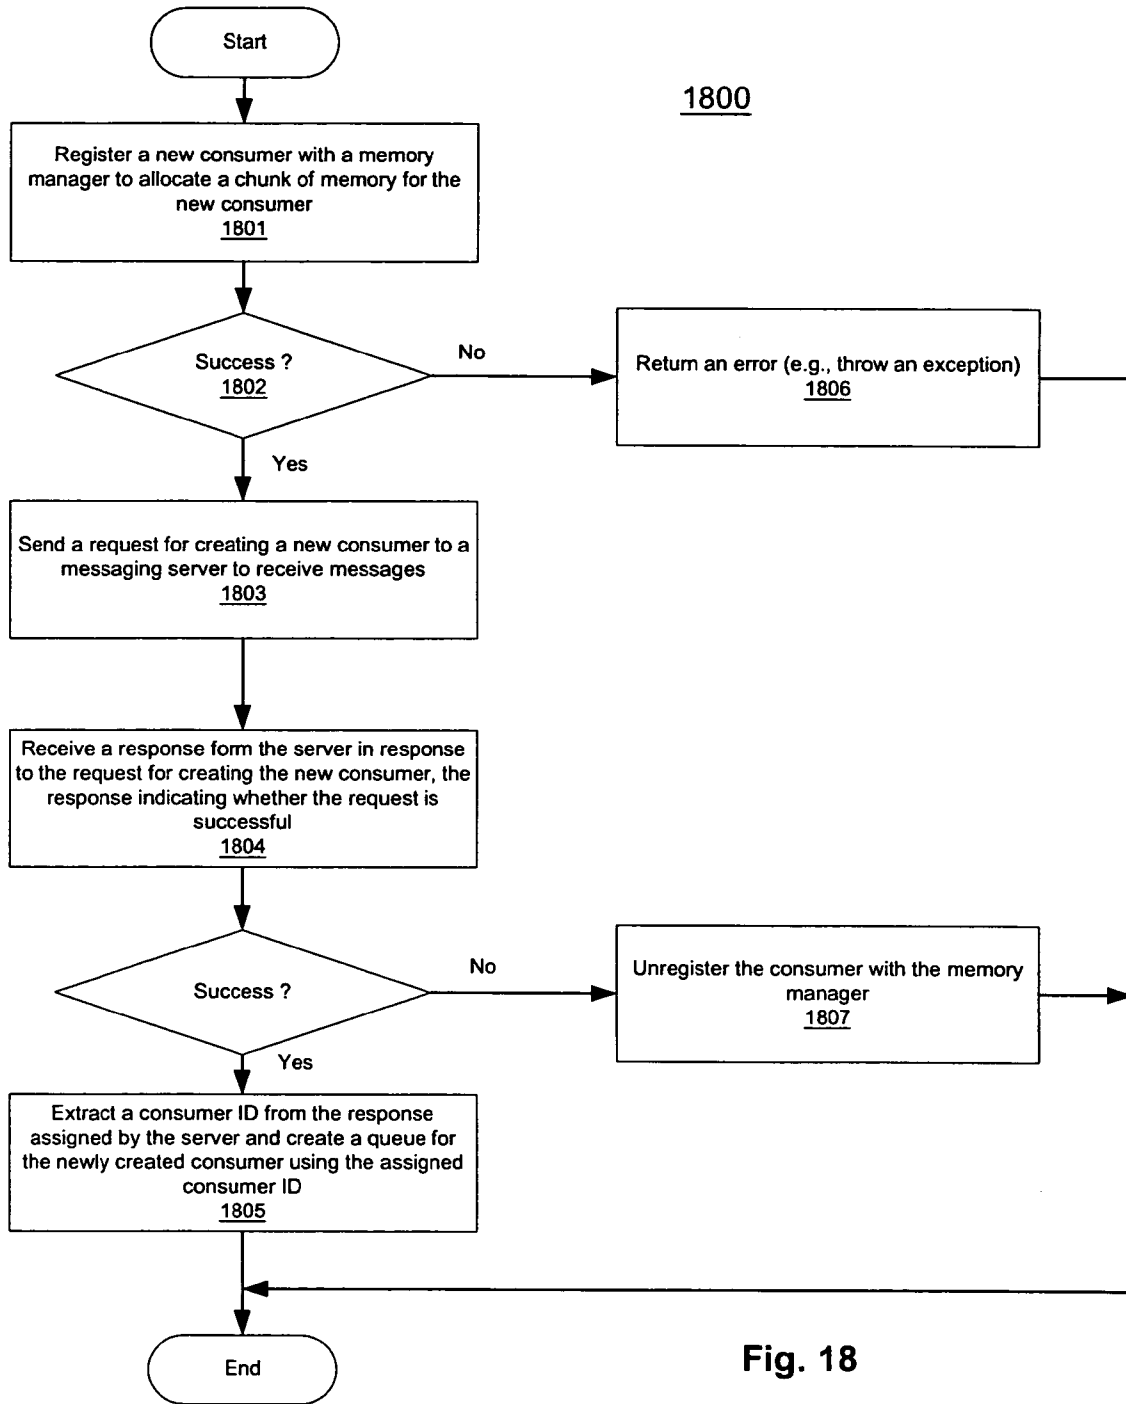 Start
1800
Register a new consumer with a memory
manager to allocate a chunk of memory for the
new consumer
1801
Success ?
1802
No
Return an error (e.g., throw an exception)
1806
Yes
Send a request for creating a new consumer to a
messaging server to receive messages
1803
Receive a response form the server in response
to the request for creating the new consumer, the
response indicating whether the request is
successful
1804
Success ?
No
Unregister the consumer with the memory
manager
1807
Yes
Extract a consumer ID from the response
assigned by the server and create a queue for
the newly created consumer using the assigned
consumer ID
1805
End
Fig. 18